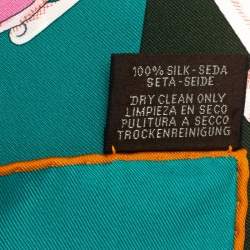 100% SILK-SEDA
SETA-SEIDE
DRY CLEAN ONLY
LIMPIEZA EN SECO
PULITURA A SECCO
TROCKENREINIGUNG